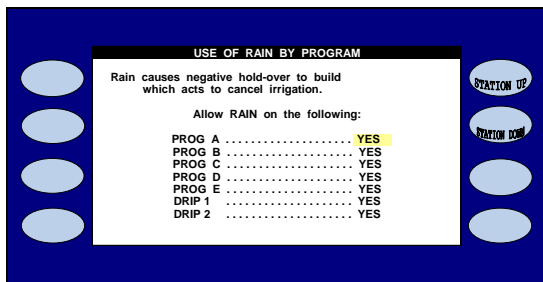 USE OF RAIN BY PROGRAM
Rain causes negative hold-over to build
which acts to cancel irrigation.
Allow RAIN on the following:
PROG A ................... YES
PROG B ................... YES
PROG C ................... YES
PROG D ................... YES
PROG E ................... YES
DRIP 1 ................... YES
DRIP 2 ................... YES
STATION UP
STATION DOWN